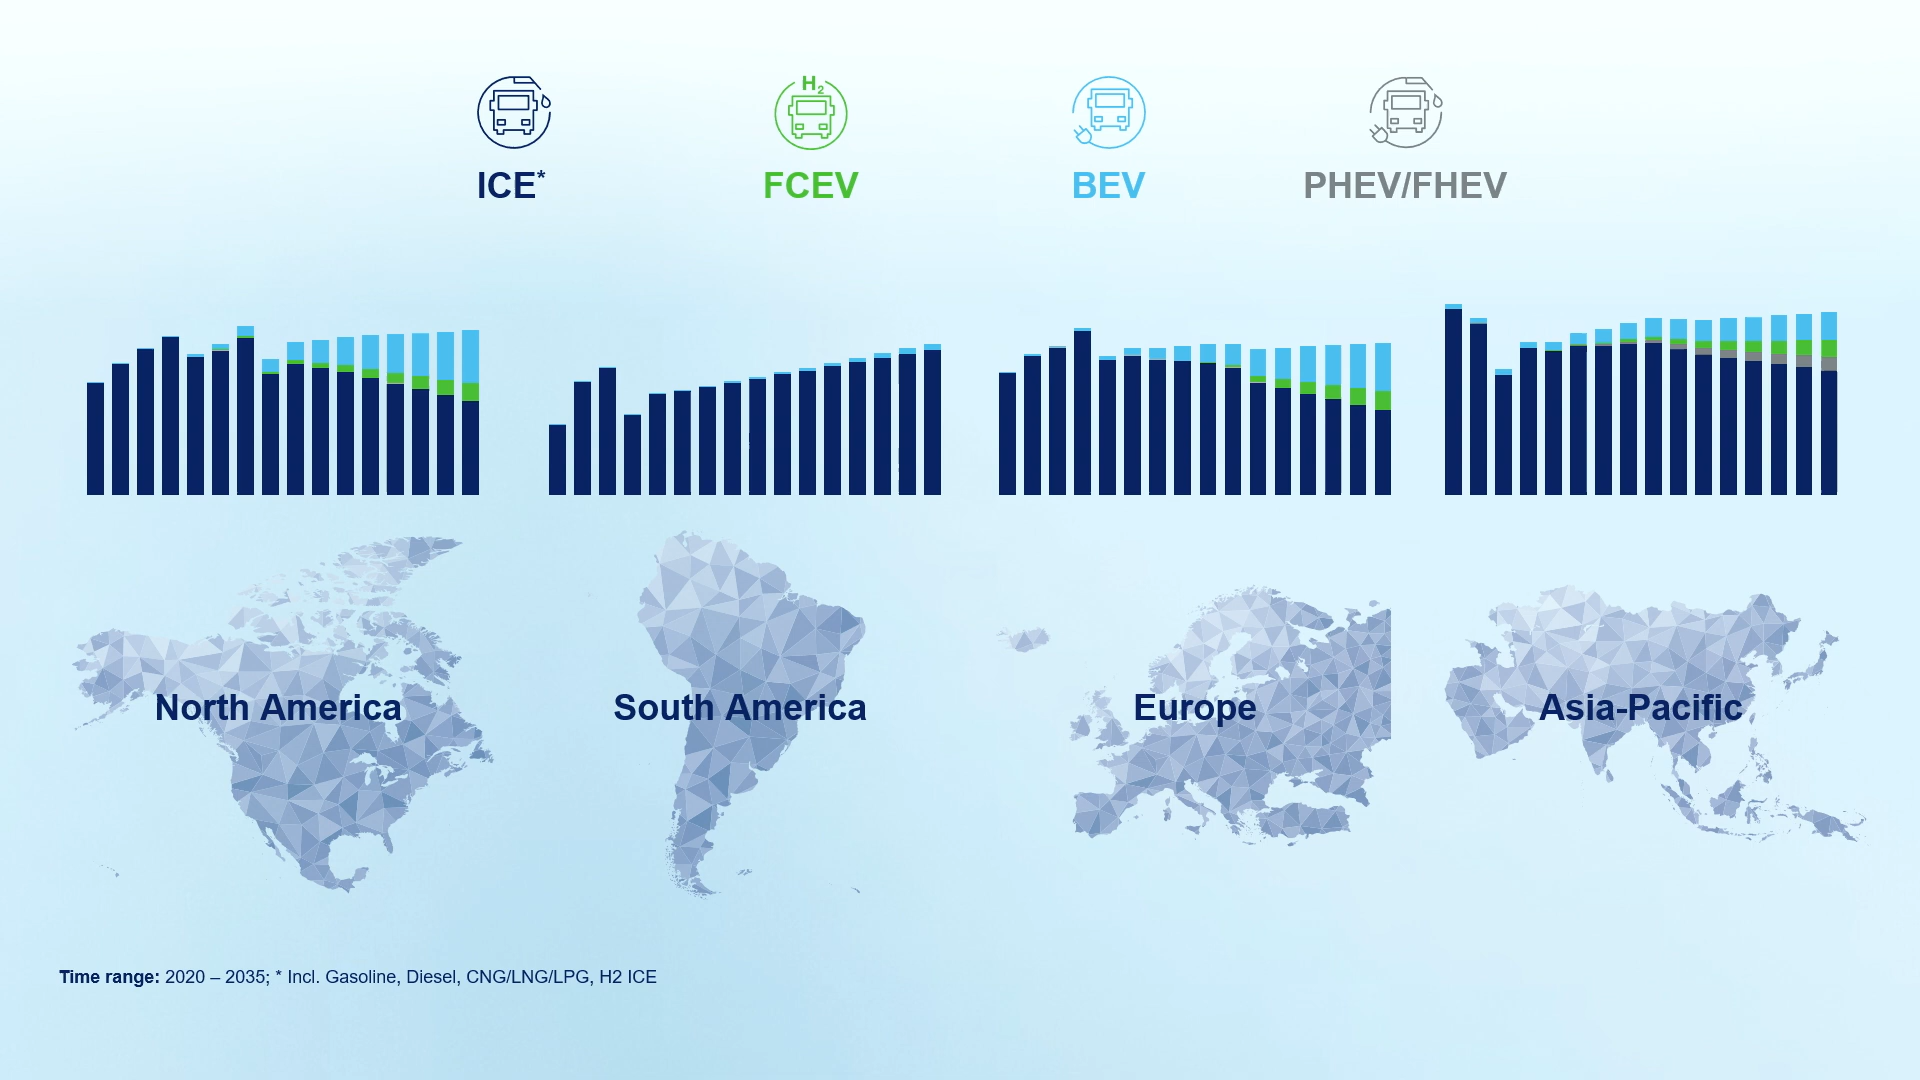 H2
ICE*
FCEV
BEV
PHEV/FHEV
North America
South America
Europe
Asia-Pacific
Time range: 2020 – 2035; * Incl. Gasoline, Diesel, CNG/LNG/LPG, H2 ICE